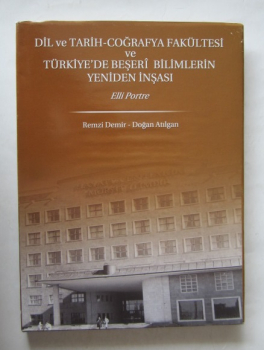 DİL ve TARİH-COĞRAFYA FAKÜLTESİ
ve
TÜRKİYE'DE BEŞERİ BİLİMLERİN
YENİDEN İNŞASI
Elli Portre
Remzi Demir - Doğan Atılgan